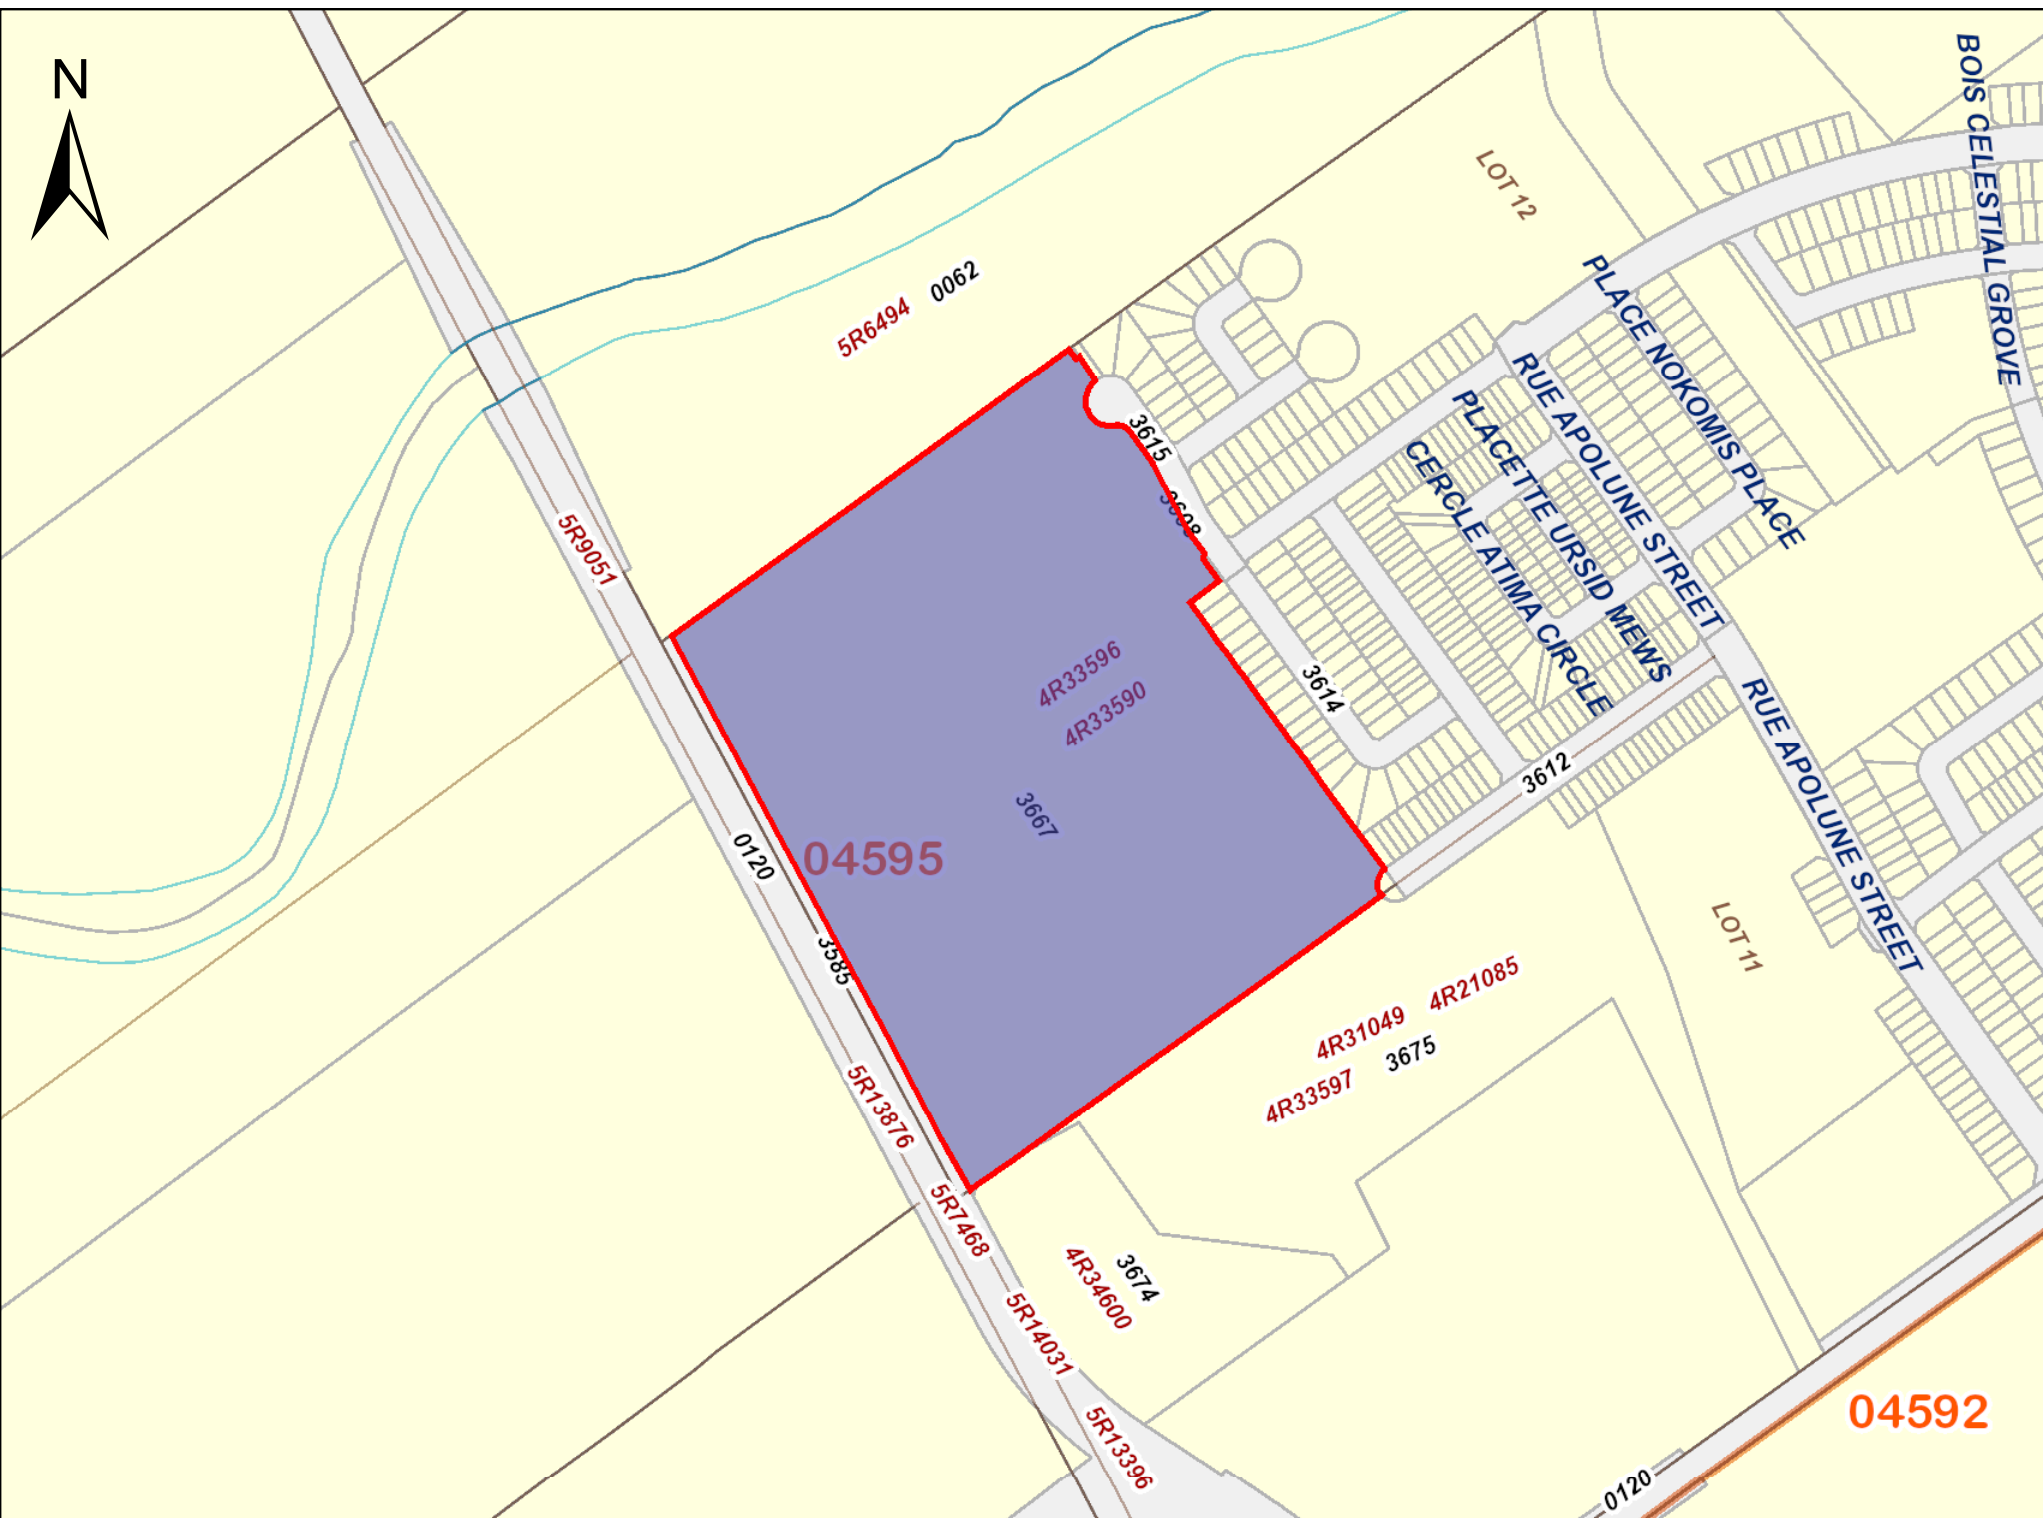 N
BOIS CELESTIAL GROVE
LOT 12
5R6494
0062
PLACE NOKOMIS PLACE
RUE APOLUNE STREET
PLACETTE URSID MEWS
CERCLE ATIMA CIRCLE
3615
3608
5R9051
4R33596
4R33590
3614
RUE APOLUNE STREET
3612
3667
0120
04595
3585
LOT 11
4R21085
4R31049
3675
4R33597
5R13876
5R7468
3674
4R34600
5R14031
5R13396
04592
0120